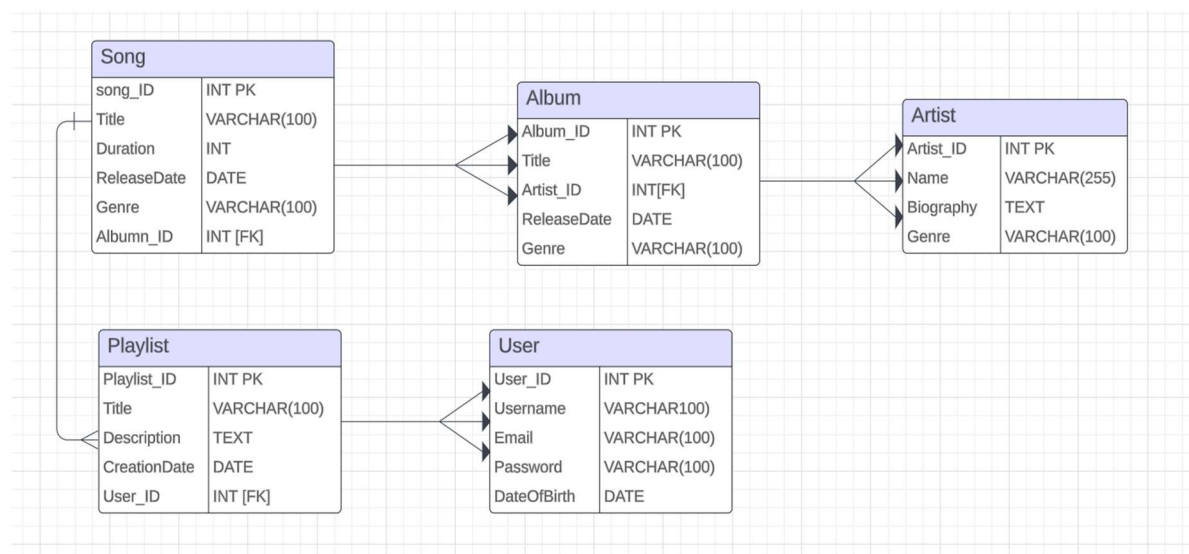 Song
song_ID INT PK
Title VARCHAR(100)
Duration INT
ReleaseDate DATE
Genre VARCHAR(100)
Albumn_ID INT [FK]
Album
Album_ID INT PK
Title VARCHAR(100)
Artist_ID INT[FK]
ReleaseDate DATE
Genre VARCHAR(100)
Artist
Artist_ID INT PK
Name VARCHAR(255)
Biography TEXT
Genre VARCHAR(100)
Playlist
Playlist_ID INT PK
Title VARCHAR(100)
Description TEXT
CreationDate DATE
User_ID INT [FK]
User
User_ID INT PK
Username VARCHAR100)
Email VARCHAR(100)
Password VARCHAR(100)
DateOfBirth DATE